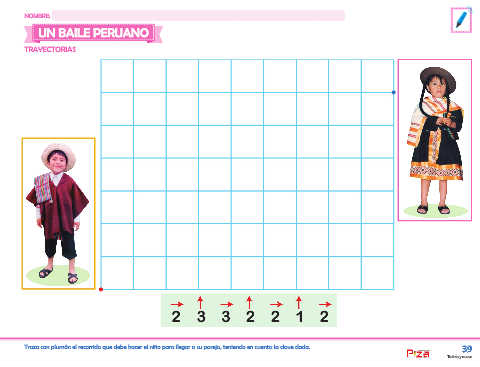 NOMBRE:
UN BAILE PERUANO
TRAYECTORIAS
2 3 3 2 2 1 2
Traza con plumón el recorrido que debe hacer el niño para llegar a su pareja, teniendo en cuenta la clave dada.
39